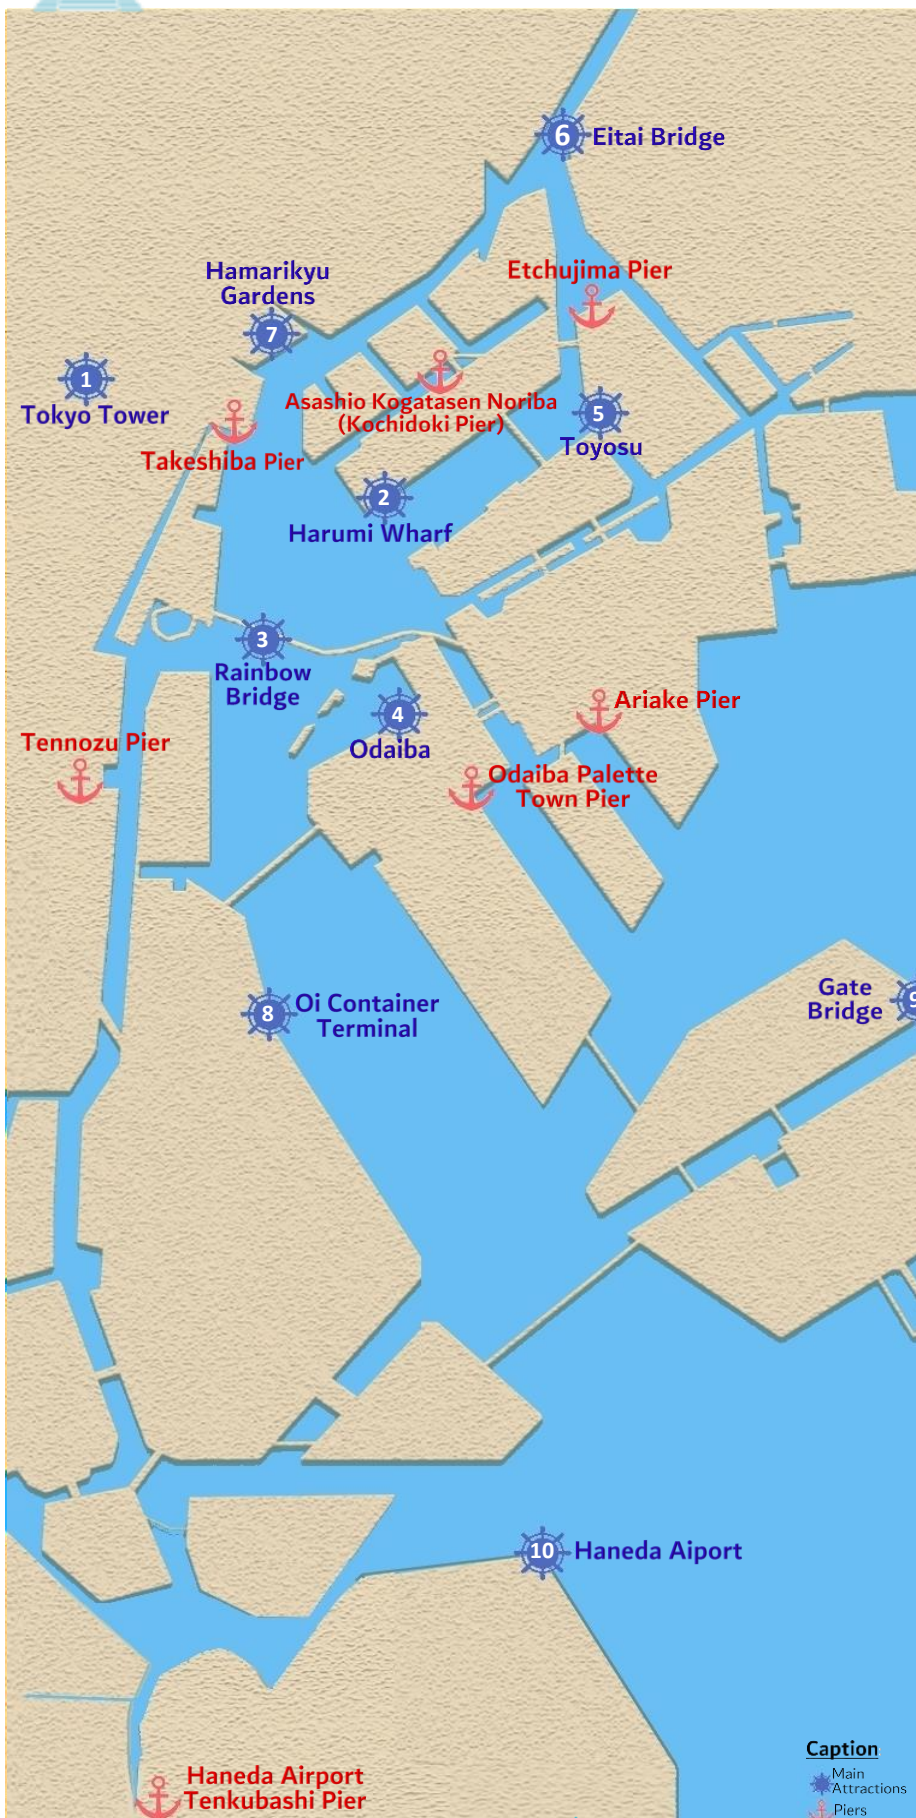 6 Eitai Bridge
Hamarikyu
Gardens
7
Etchujima Pier
1
Tokyo Tower
Asashio Kogatasen Noriba
(Kochidoki Pier)
5
Toyosu
Takeshiba Pier
2
Harumi Wharf
3
Rainbow
Bridge
4
Odaiba
Ariake Pier
Tennozu Pier
Odaiba Palette
Town Pier
Gate
Bridge
9
8
Oi Container
Terminal
10 Haneda Aiport
Haneda Airport
Tenkubashi Pier
Caption
Main
Attractions
Piers